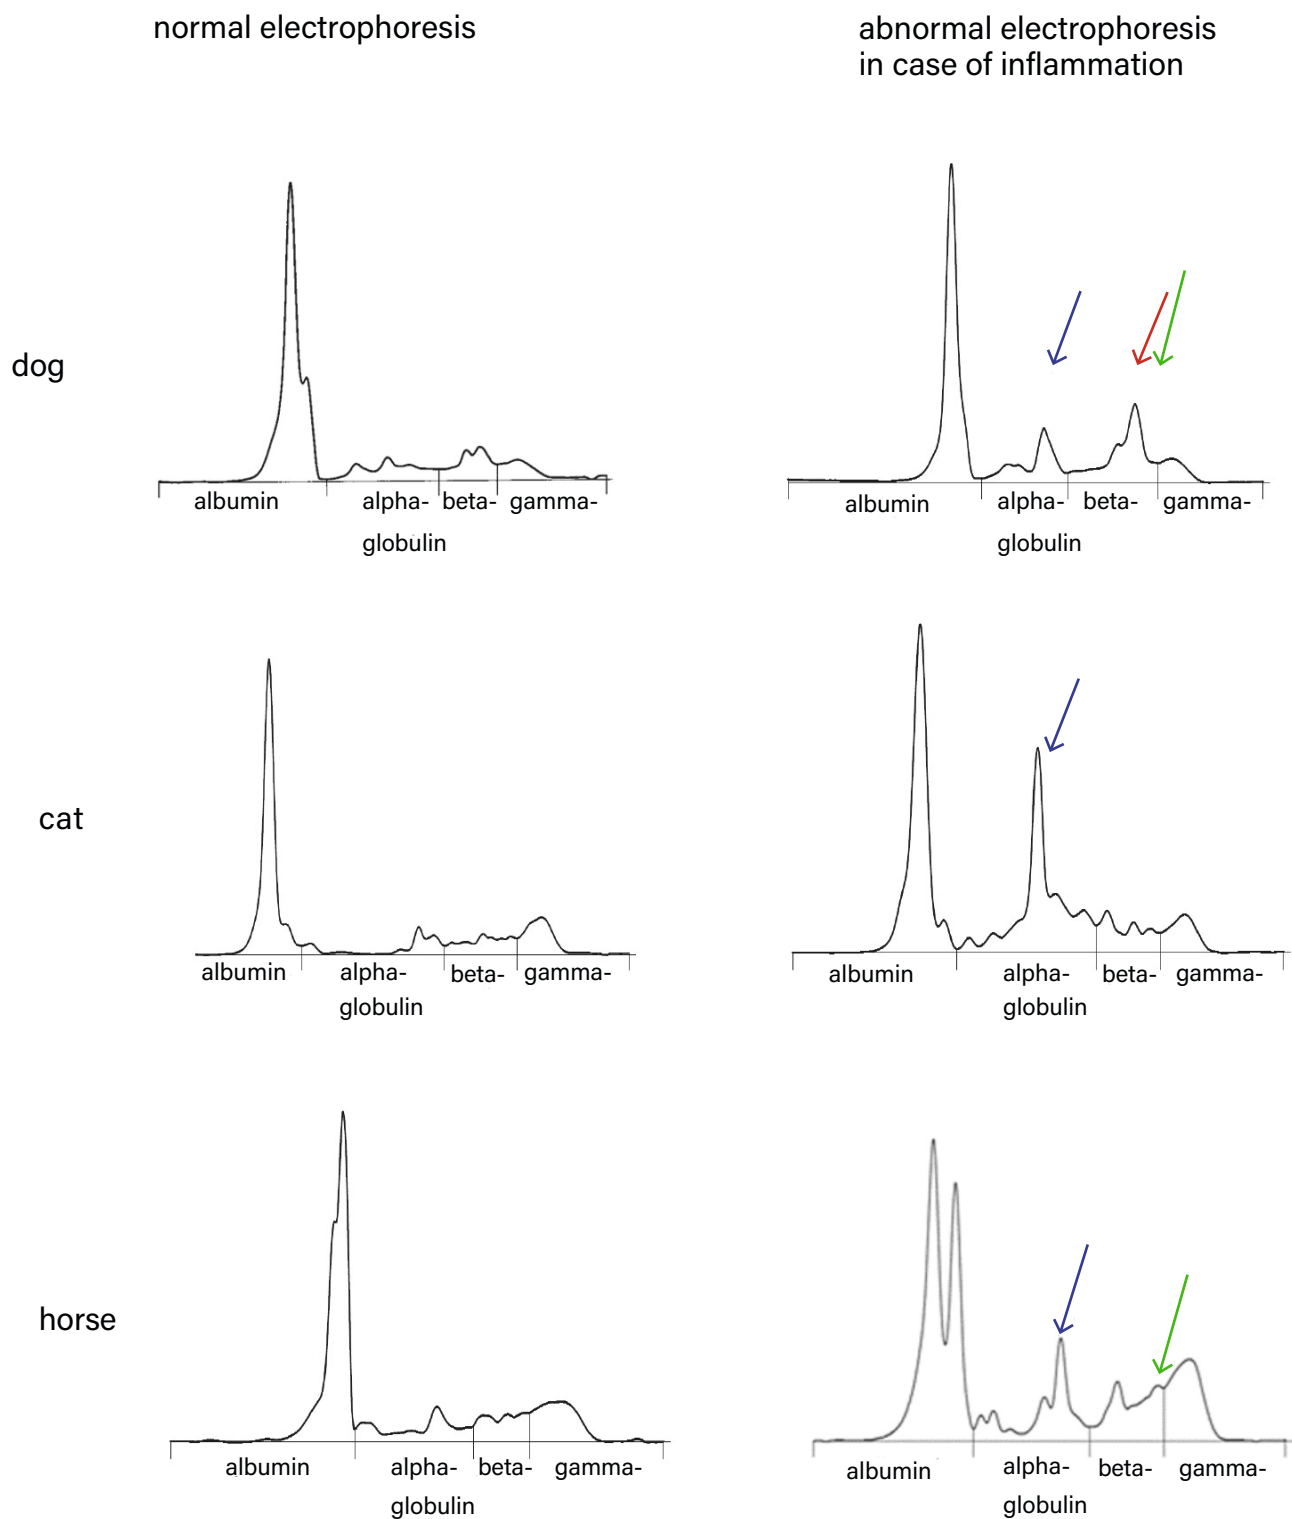 normal electrophoresis
abnormal electrophoresis
in case of inflammation
dog
albumin alpha- beta- gamma-
globulin
albumin alpha- beta- gamma-
globulin
cat
albumin alpha- beta- gamma-
globulin
albumin alpha- beta- gamma-
globulin
horse
albumin alpha- beta- gamma-
globulin
albumin alpha- beta- gamma-
globulin